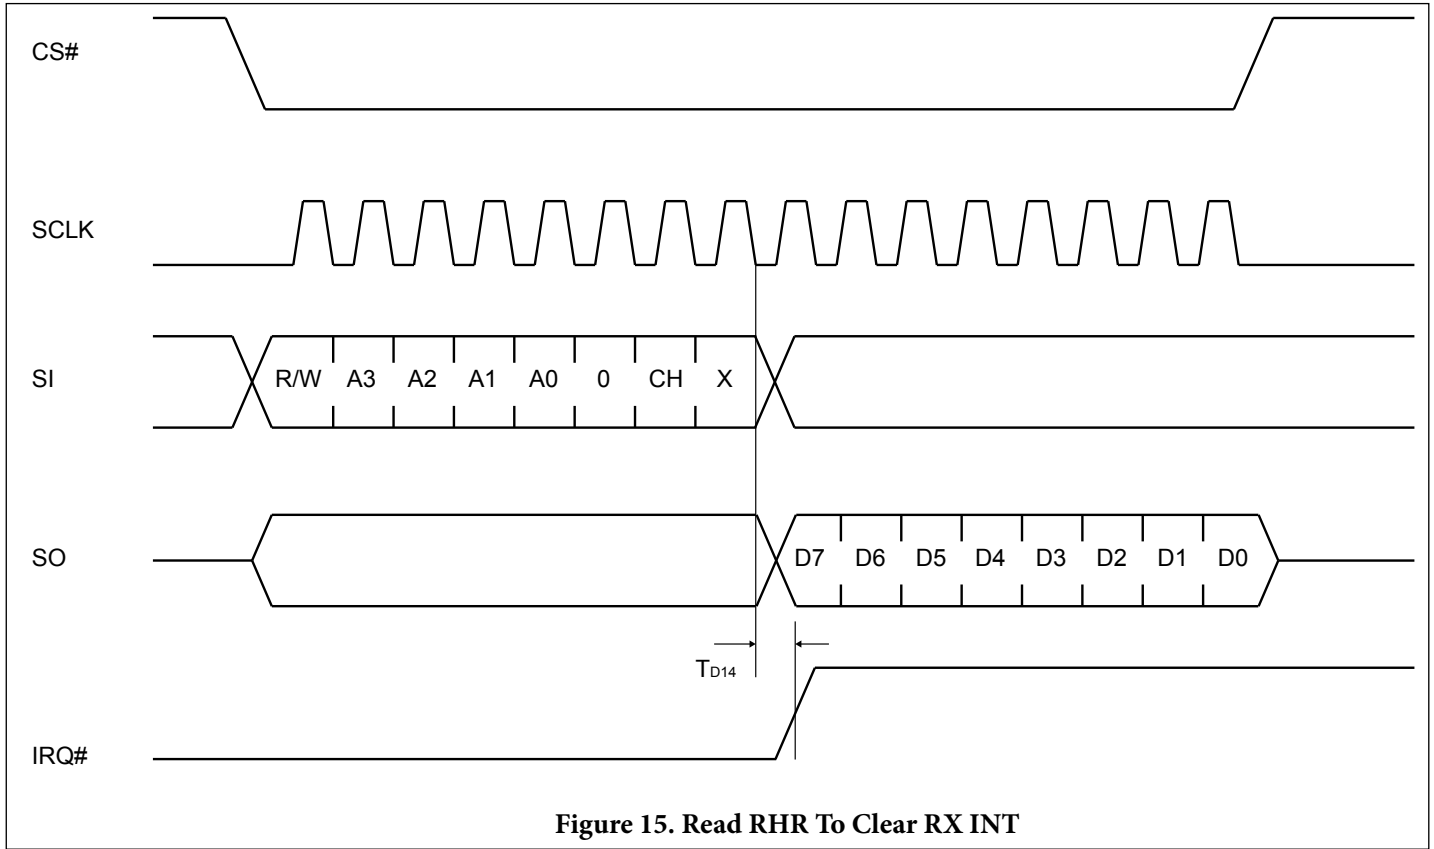 CS#
SCLK
SI R/W A3 A2 A1 A0 0 CH X
SO D7 D6 D5 D4 D3 D2 D1 D0
TD14
IRQ#
Figure 15. Read RHR To Clear RX INT